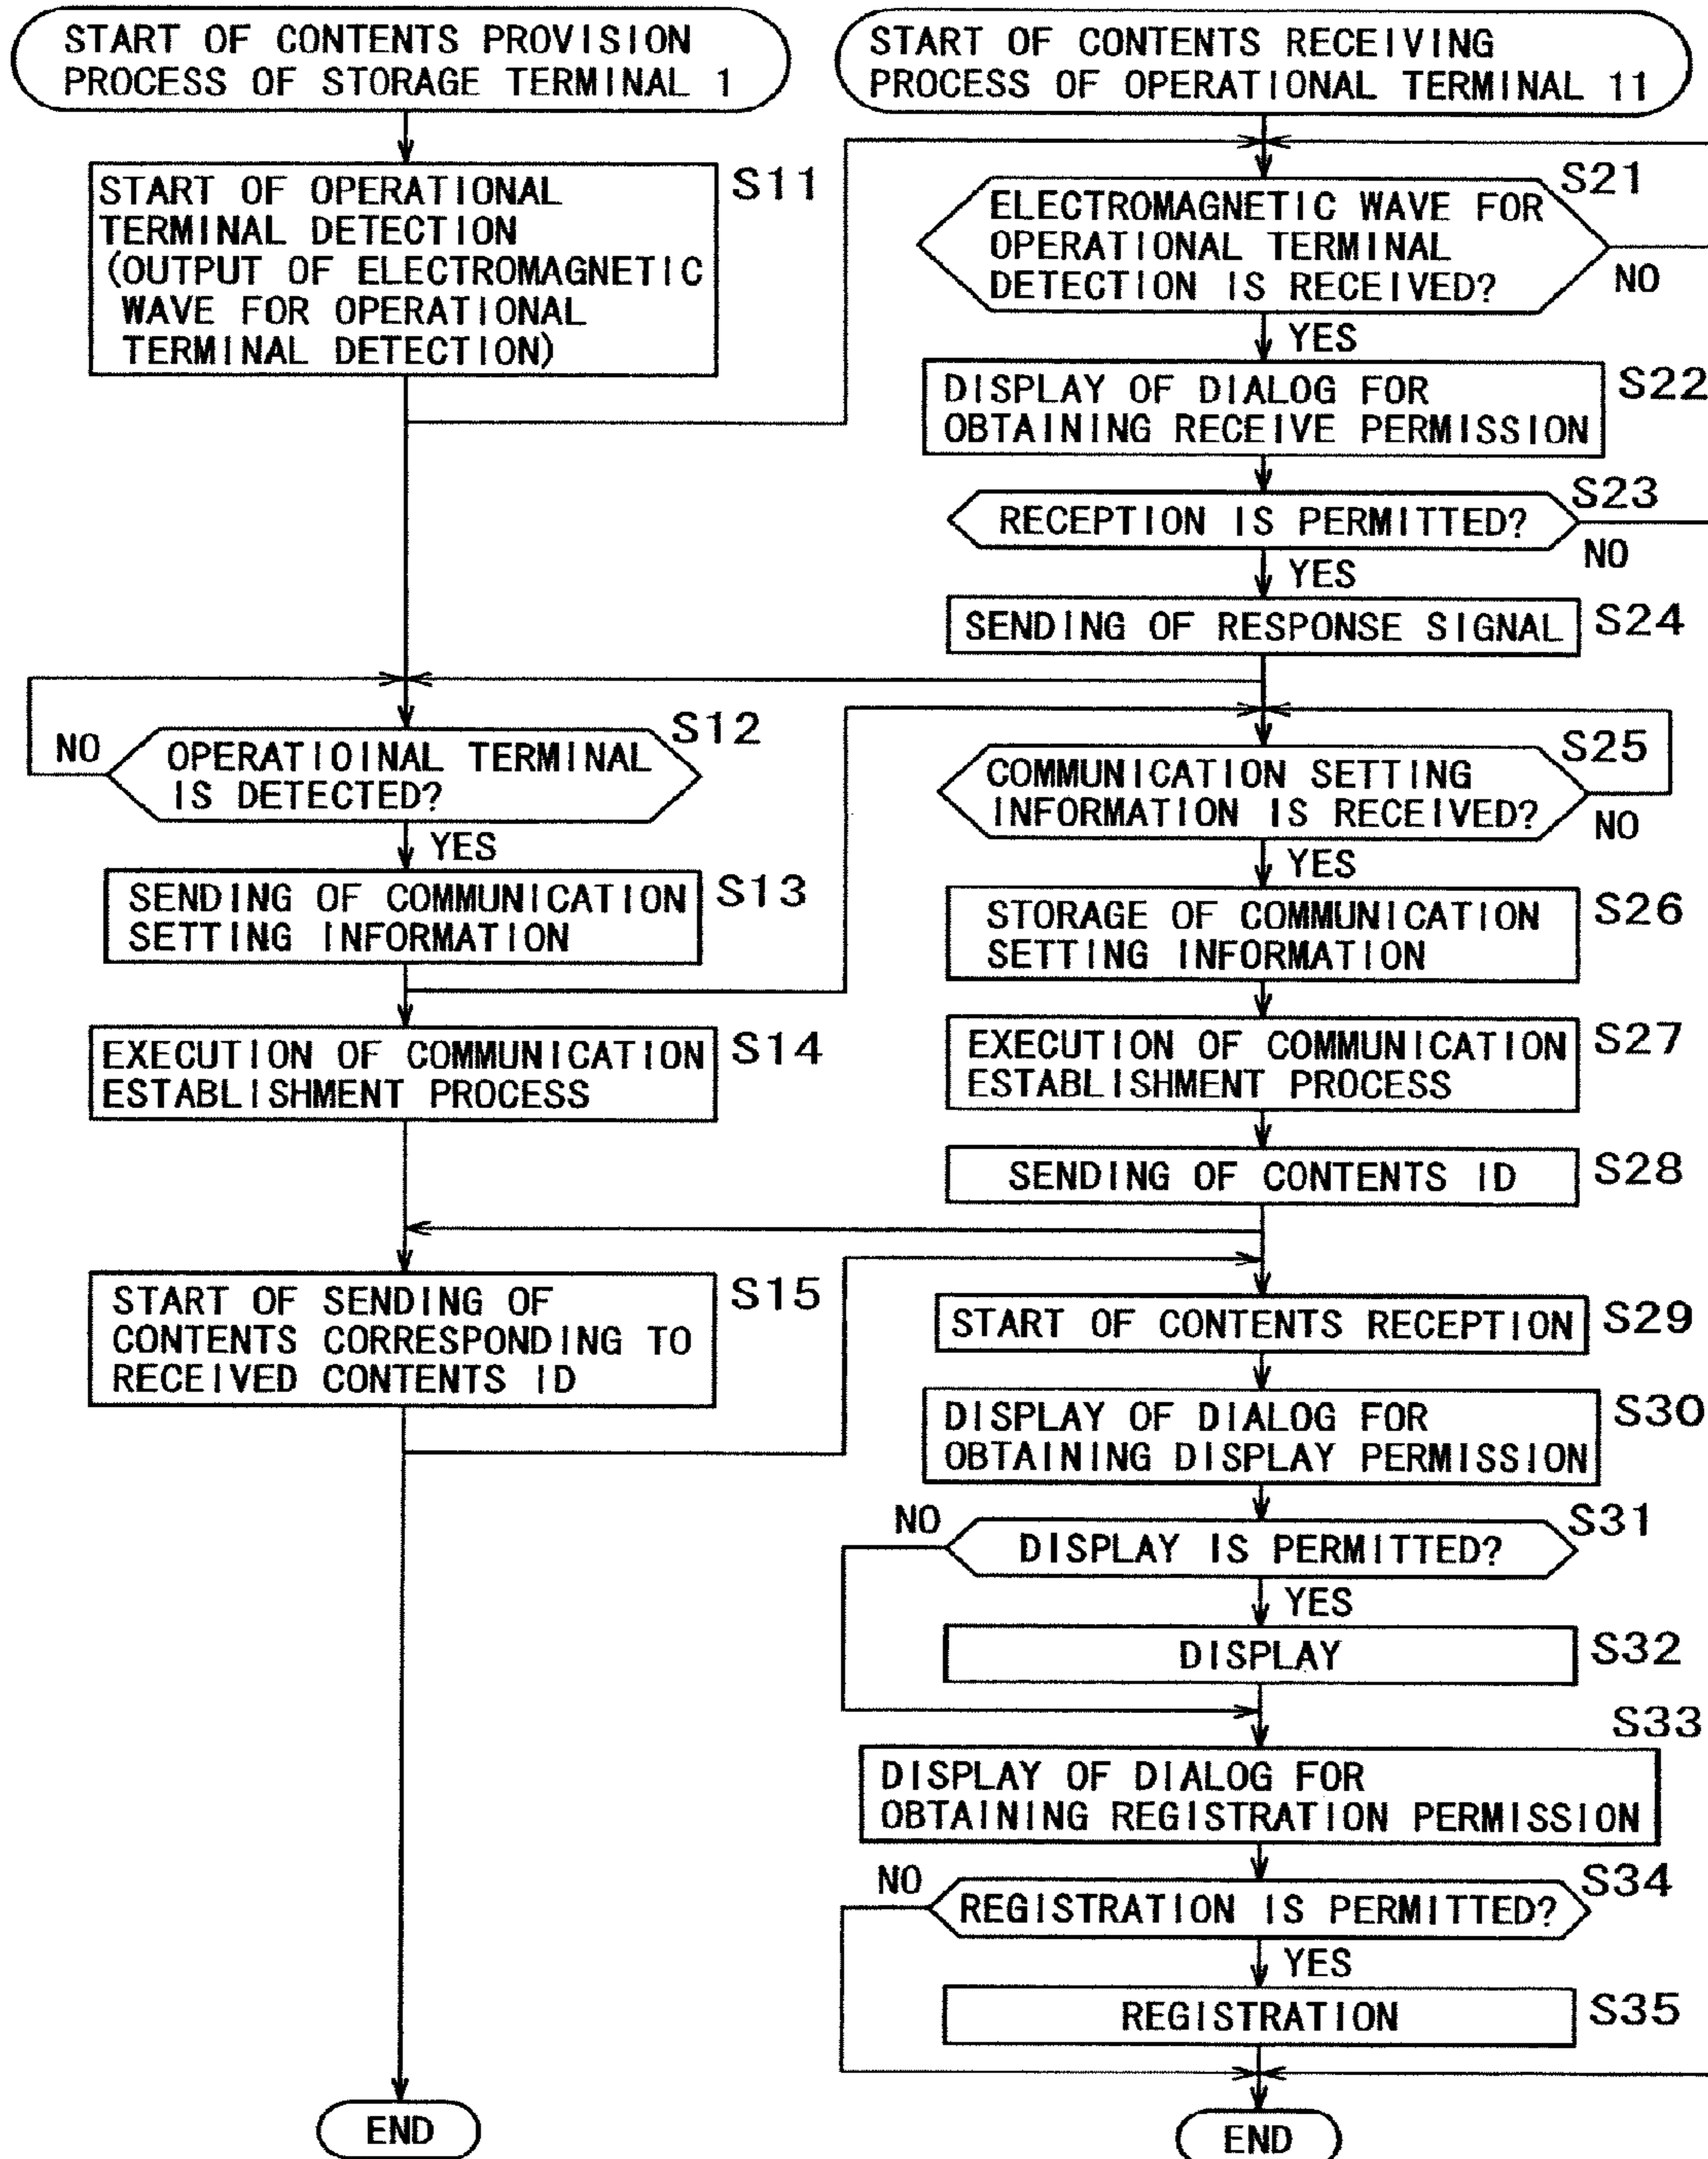 START OF CONTENTS PROVISION
PROCESS OF STORAGE TERMINAL 1
START OF OPERATIONAL
TERMINAL DETECTION
(OUTPUT OF ELECTROMAGNETIC
WAVE FOR OPERATIONAL
TERMINAL DETECTION)
S11
OPERATIOINAL TERMINAL
IS DETECTED?
S12
NO
YES
SENDING OF COMMUNICATION
SETTING INFORMATION
S13
EXECUTION OF COMMUNICATION
ESTABLISHMENT PROCESS
S14
START OF SENDING OF
CONTENTS CORRESPONDING TO
RECEIVED CONTENTS ID
S15
END
START OF CONTENTS RECEIVING
PROCESS OF OPERATIONAL TERMINAL 11
ELECTROMAGNETIC WAVE FOR
OPERATIONAL TERMINAL
DETECTION IS RECEIVED?
S21
NO
YES
DISPLAY OF DIALOG FOR
OBTAINING RECEIVE PERMISSION
S22
RECEPTION IS PERMITTED?
S23
NO
YES
SENDING OF RESPONSE SIGNAL
S24
COMMUNICATION SETTING
INFORMATION IS RECEIVED?
S25
NO
YES
STORAGE OF COMMUNICATION
SETTING INFORMATION
S26
EXECUTION OF COMMUNICATION
ESTABLISHMENT PROCESS
S27
SENDING OF CONTENTS ID
S28
START OF CONTENTS RECEPTION
S29
DISPLAY OF DIALOG FOR
OBTAINING DISPLAY PERMISSION
S30
DISPLAY IS PERMITTED?
S31
NO
YES
DISPLAY
S32
DISPLAY OF DIALOG FOR
OBTAINING REGISTRATION PERMISSION
S33
REGISTRATION IS PERMITTED?
S34
NO
YES
REGISTRATION
S35
END